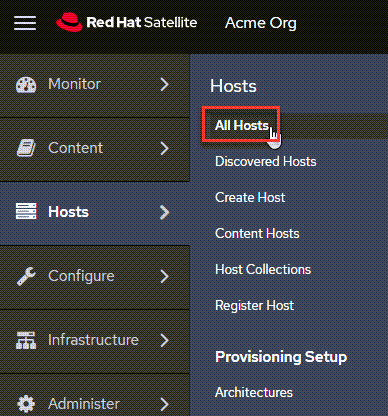 Red Hat Satellite Acme Org
Monitor
Content
Hosts
Configure
Infrastructure
Administer
Hosts
All Hosts
Discovered Hosts
Create Host
Content Hosts
Host Collections
Register Host
Provisioning Setup
Architectures